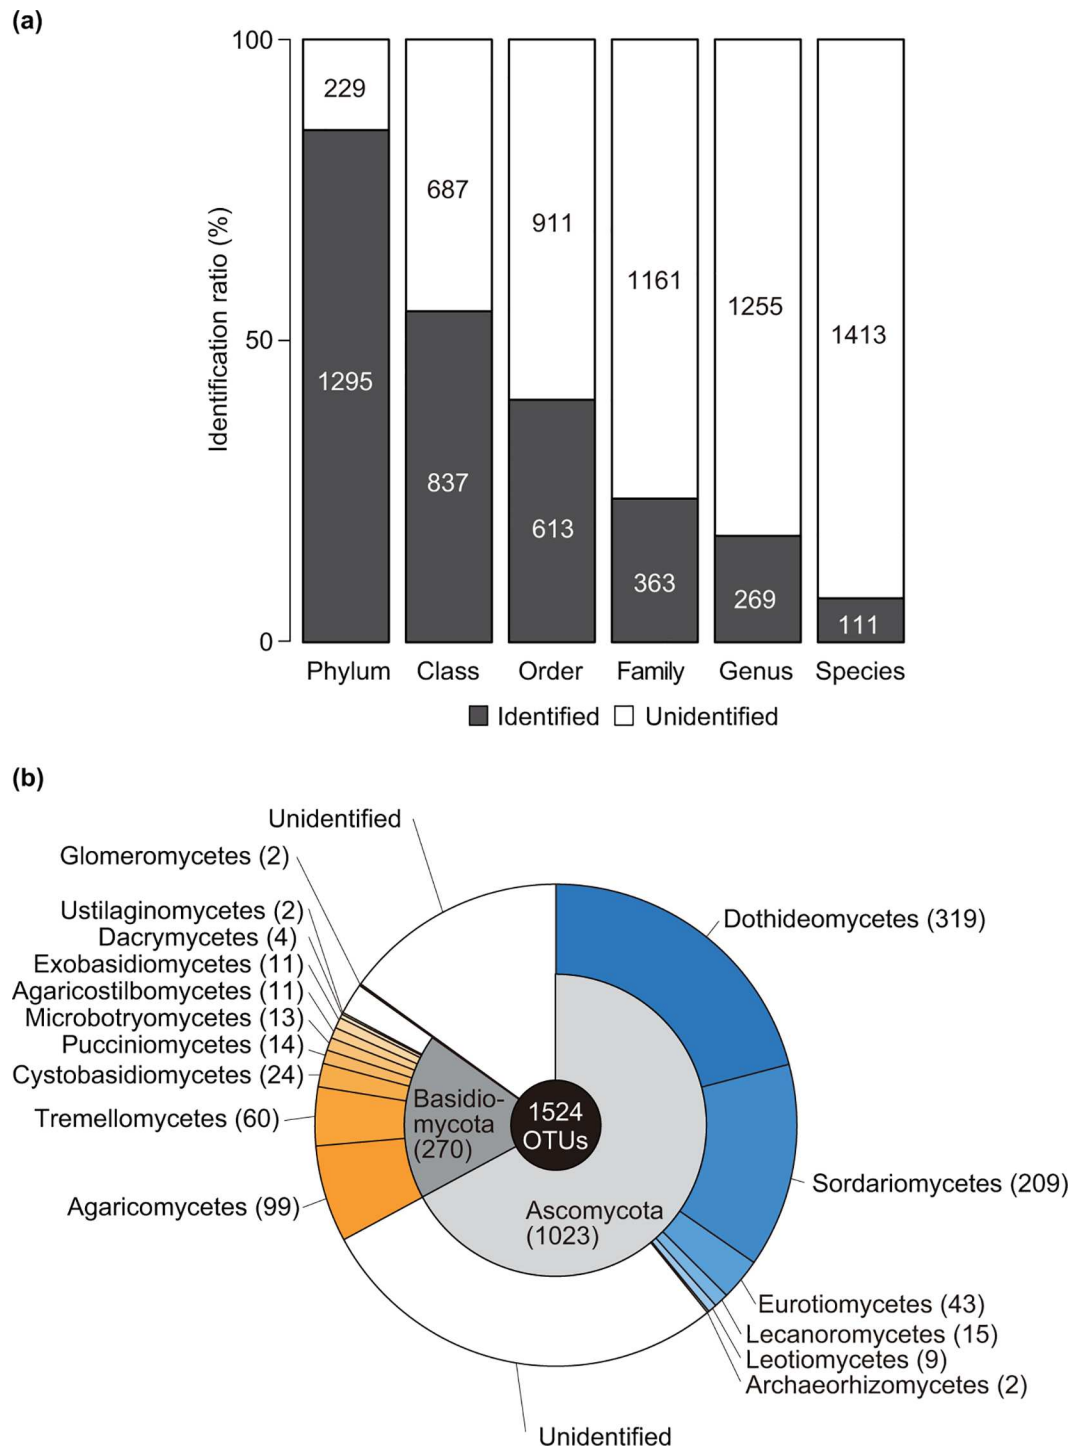 (a)
100
50
0
Identification ratio (%)
229
687
911
1161
1255
1413
1295
837
613
363
269
111
Phylum Class Order Family Genus Species
Identified Unidentified
(b)
Unidentified
Glomeromycetes (2)
Ustilaginomycetes (2)
Dacrymycetes (4)
Exobasidiomycetes (11)
Agaricostilbomycetes (11)
Microbotryomycetes (13)
Pucciniomycetes (14)
Cystobasidiomycetes (24)
Tremellomycetes (60)
Agaricomycetes (99)
Dothideomycetes (319)
Basidio-
mycota
(270)
1524
OTUs
Ascomycota
(1023)
Sordariomycetes (209)
Eurotiomycetes (43)
Lecanoromycetes (15)
Leotiomycetes (9)
Archaeorhizomycetes (2)
Unidentified